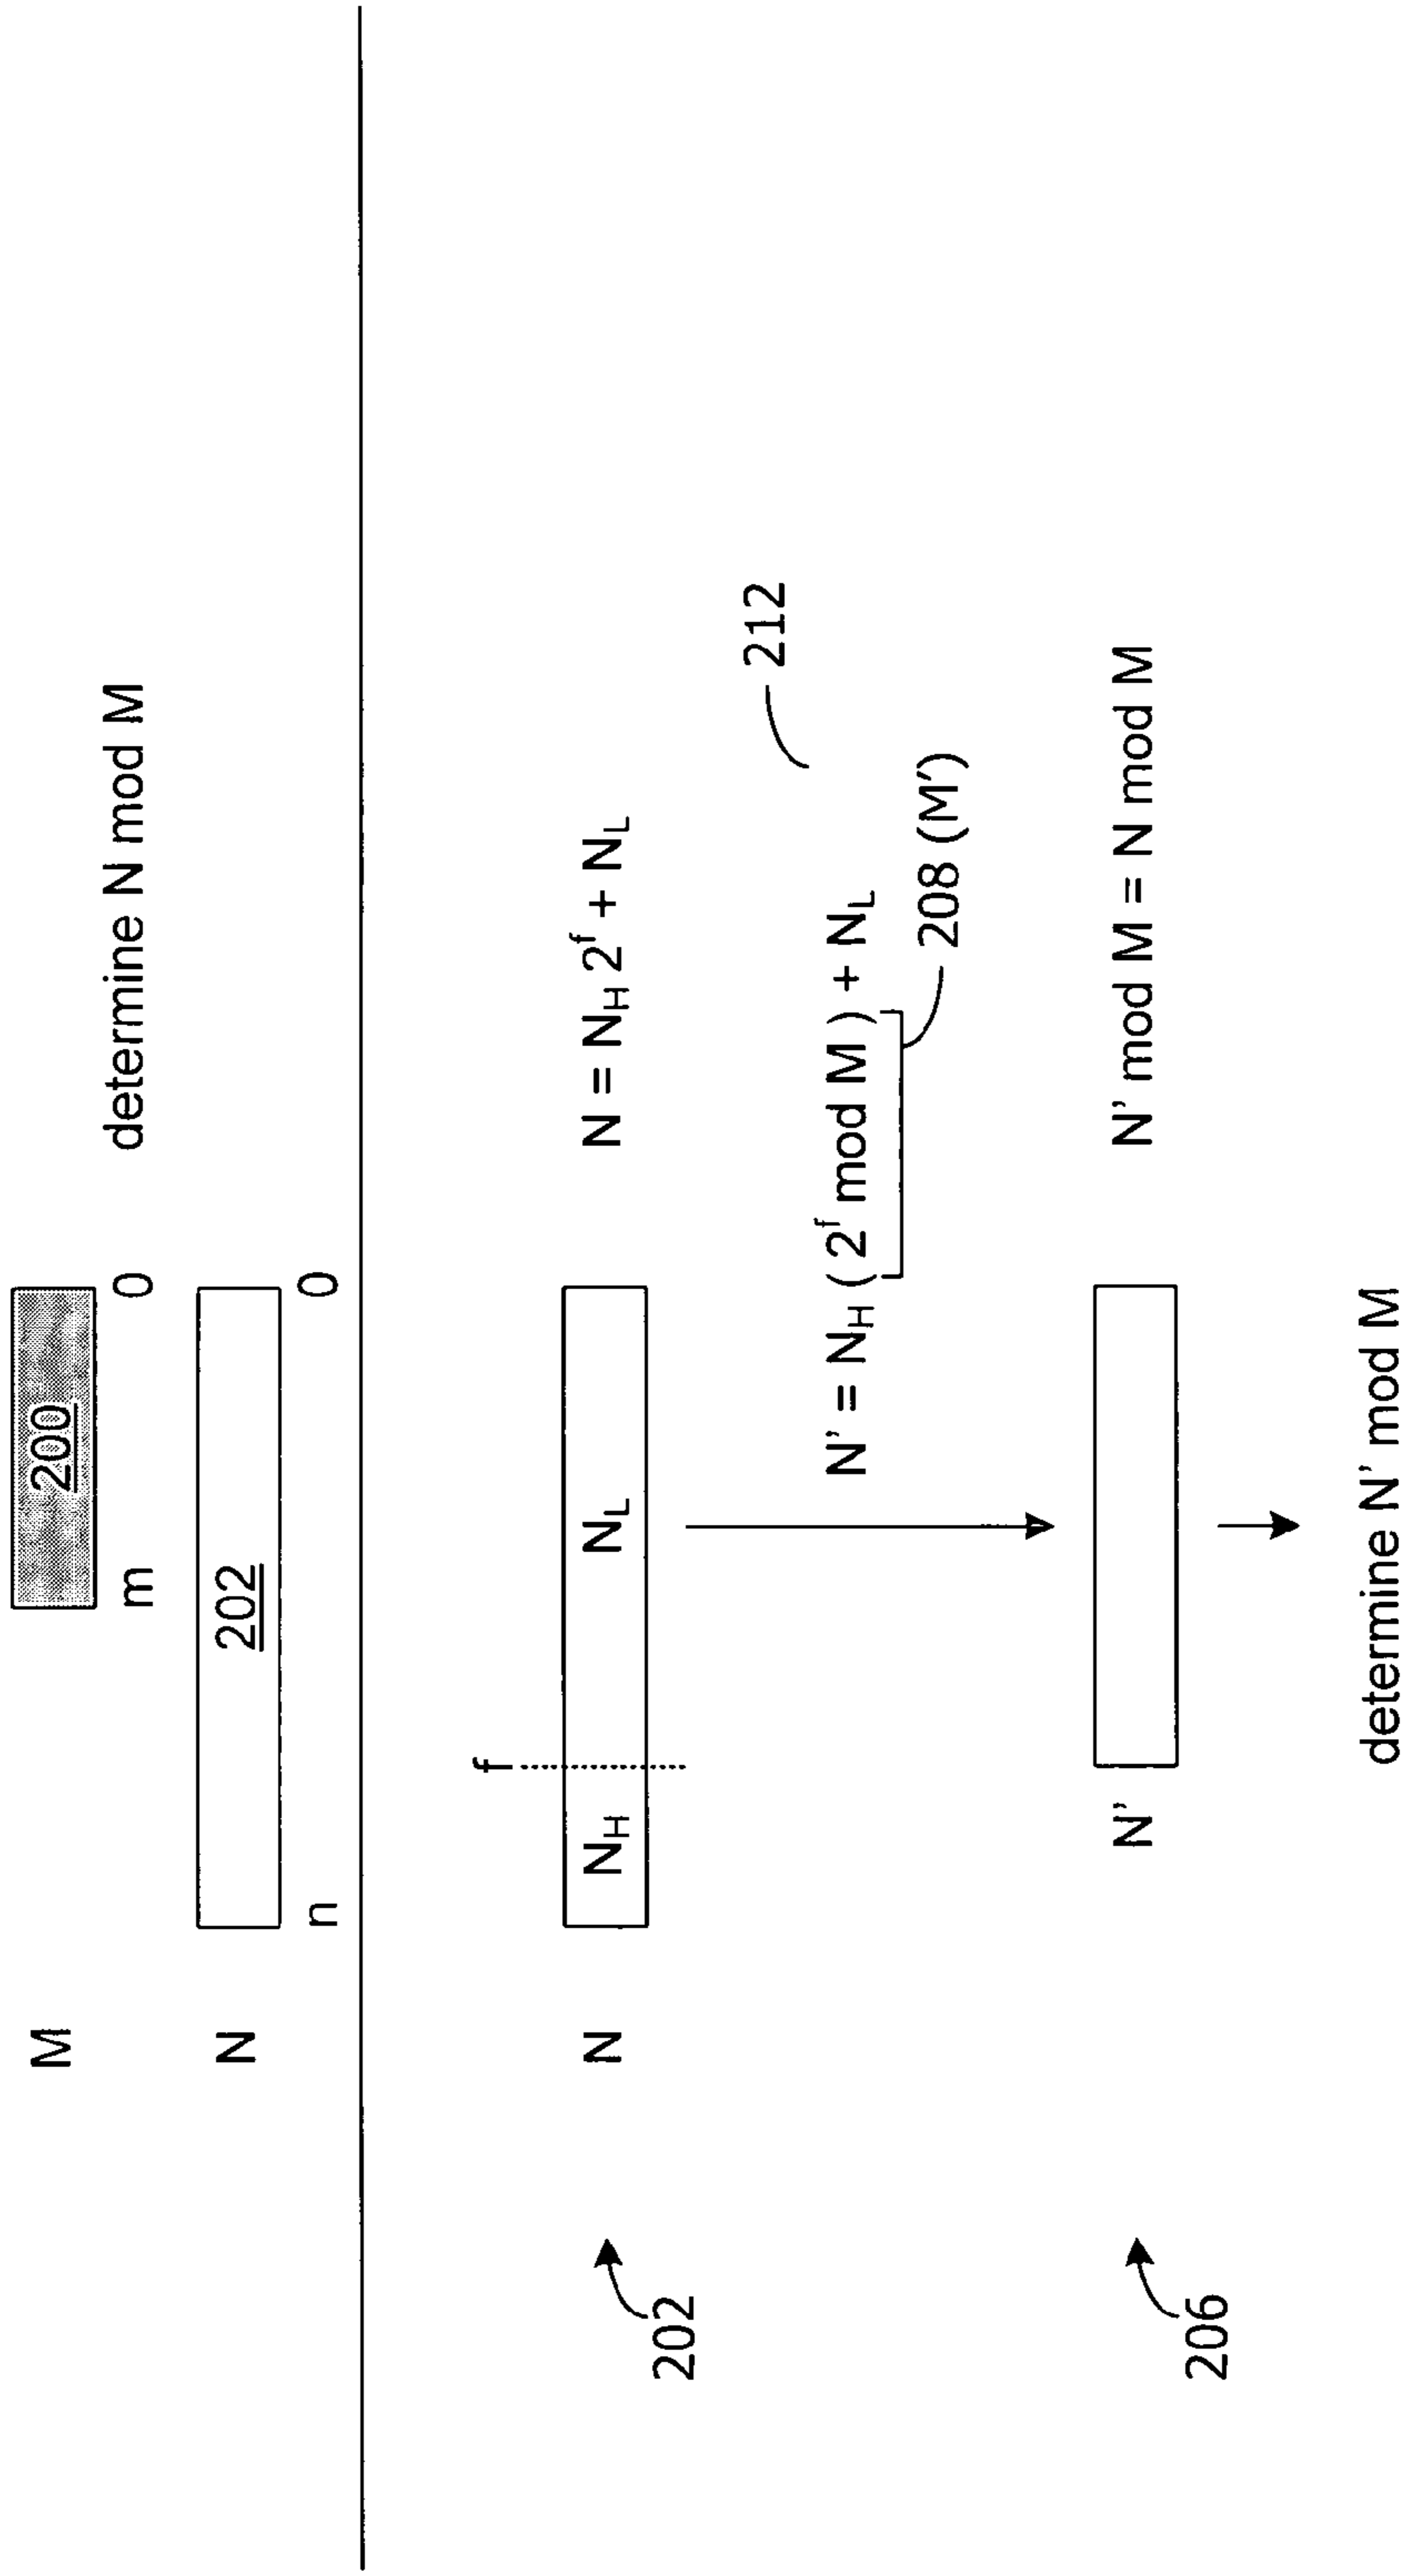 M 200
m 0
determine N mod M
N 202
n 0
f
N N_H N_L N = N_H 2^f + N_L
202
212
N' = N_H ( 2^f mod M ) + N_L
208 (M')
N' N' mod M = N mod M
206
determine N' mod M